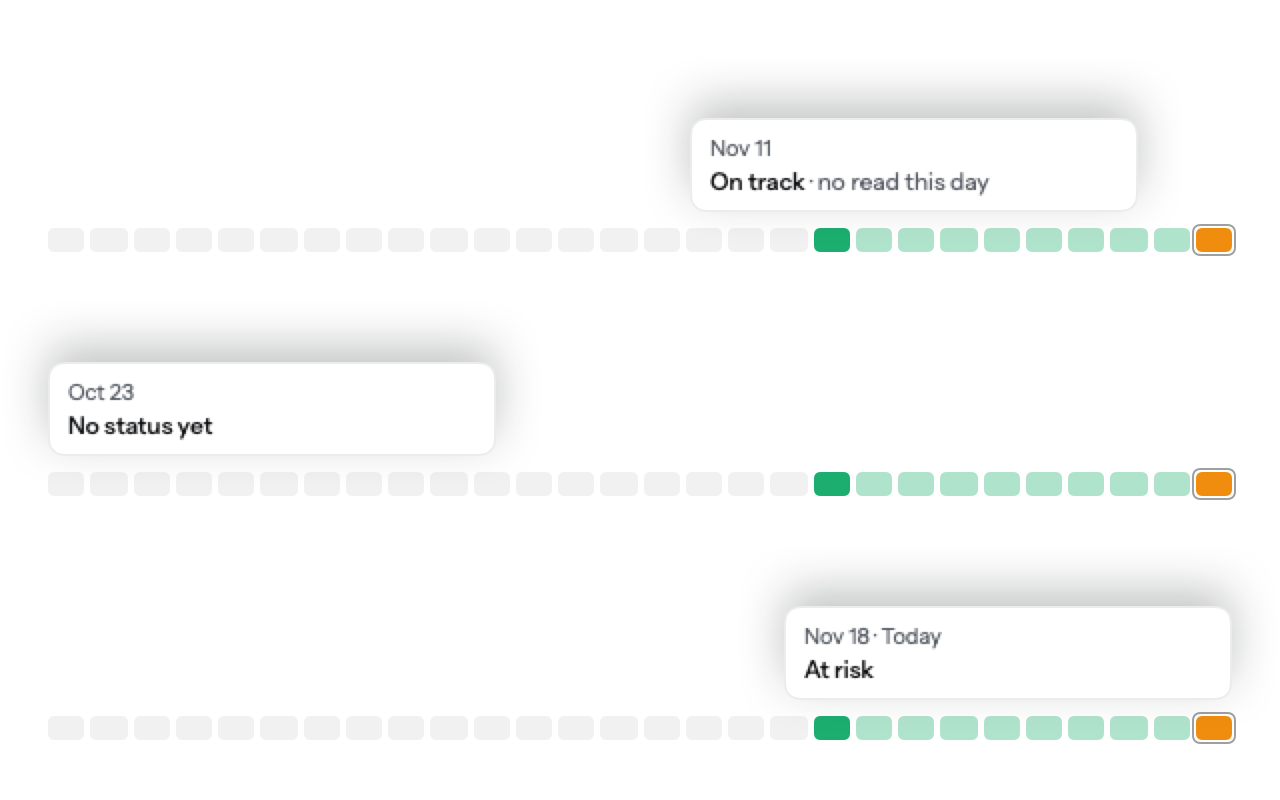 Nov 11
On track · no read this day
Oct 23
No status yet
Nov 18 · Today
At risk